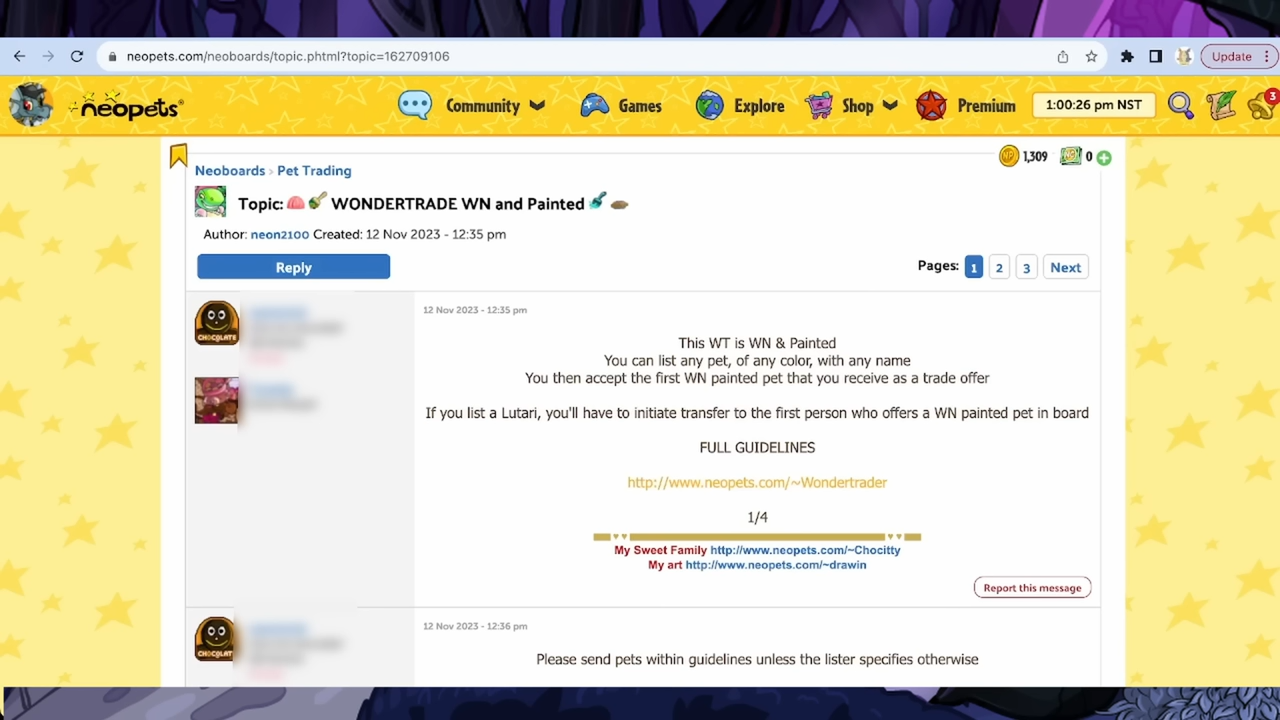 neopets.com/neoboards/topic.phtml?topic=162709106
Update
neopets®
Community
Games
Explore
Shop
Premium
1:00:26 pm NST
3
NP 1,309
0
Neoboards › Pet Trading
Topic: WONDERTRADE WN and Painted
Author: neon2100 Created: 12 Nov 2023 - 12:35 pm
Reply
Pages: 1 2 3 Next
CHOCOLATE
12 Nov 2023 - 12:35 pm
This WT is WN & Painted
You can list any pet, of any color, with any name
You then accept the first WN painted pet that you receive as a trade offer
If you list a Lutari, you'll have to initiate transfer to the first person who offers a WN painted pet in board
FULL GUIDELINES
http://www.neopets.com/~Wondertrader
1/4
My Sweet Family http://www.neopets.com/~Chocitty
My art http://www.neopets.com/~drawin
Report this message
CHOCOLATE
12 Nov 2023 - 12:36 pm
Please send pets within guidelines unless the lister specifies otherwise